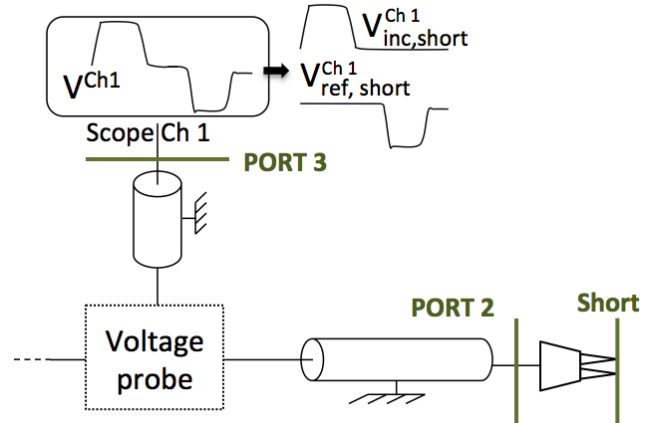 V^Ch1
V^Ch 1 inc,short
V^Ch 1 ref, short
Scope Ch 1
PORT 3
PORT 2
Short
Voltage
probe